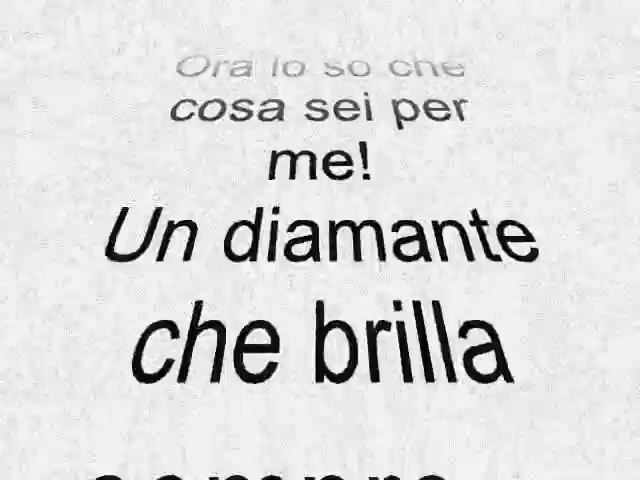 Ora lo so che
cosa sei per
me!
Un diamante
che brilla